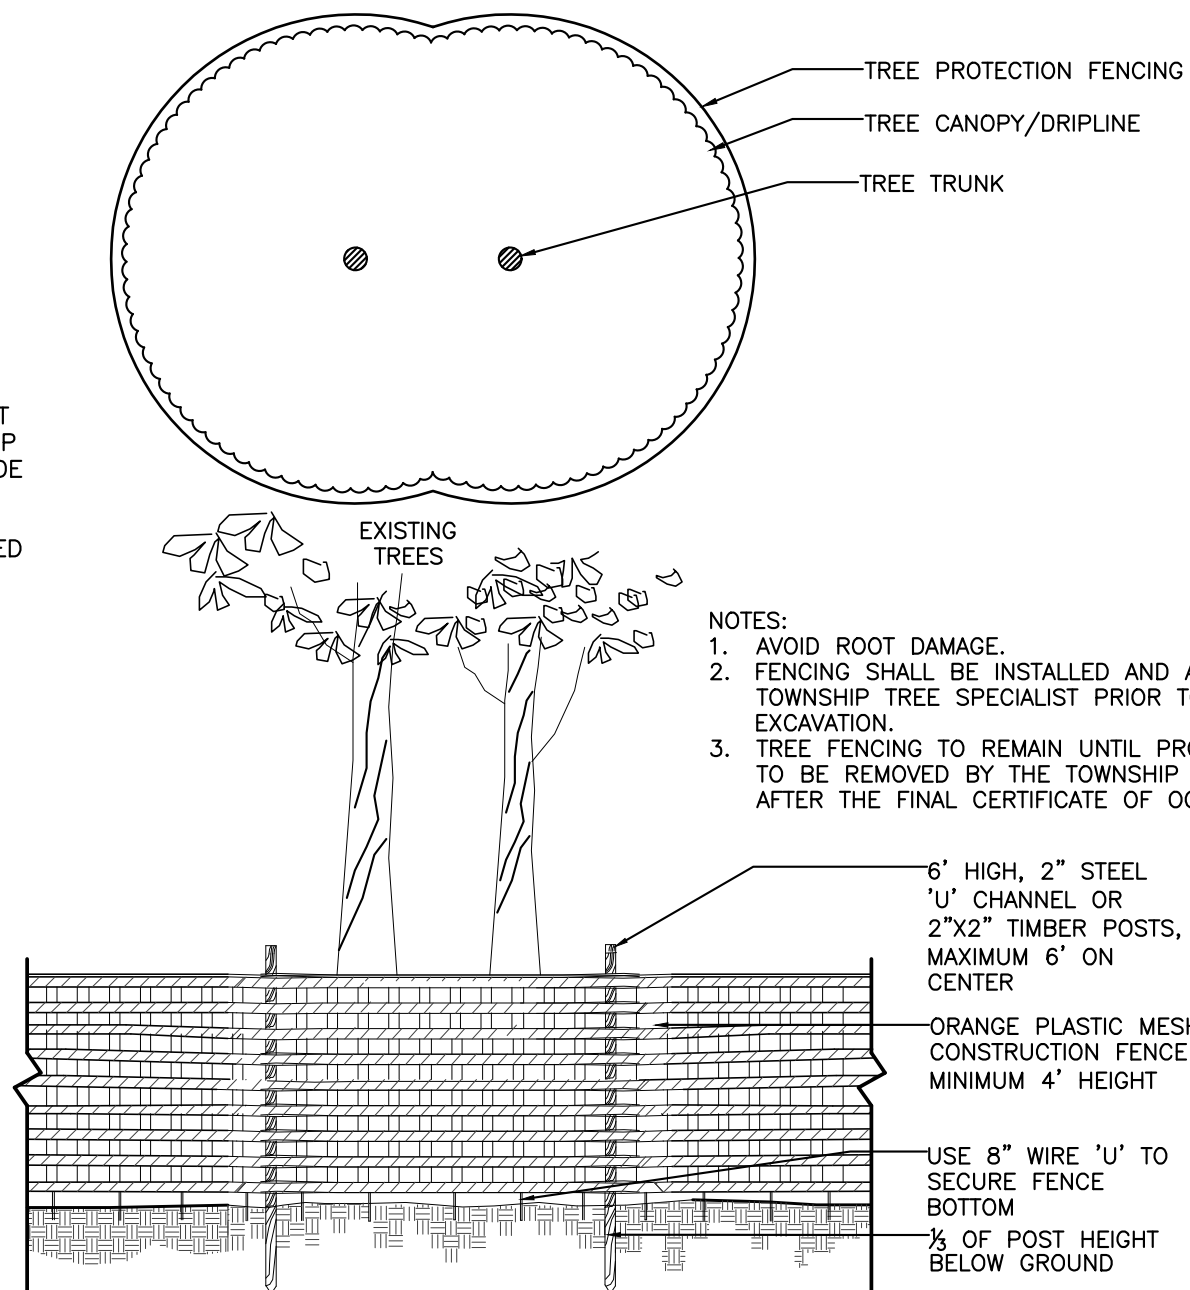 TREE PROTECTION FENCING
TREE CANOPY/DRIPLINE
TREE TRUNK
EXISTING
TREES
NOTES:
1. AVOID ROOT DAMAGE.
2. FENCING SHALL BE INSTALLED AND
TOWNSHIP TREE SPECIALIST PRIOR
EXCAVATION.
3. TREE FENCING TO REMAIN UNTIL
TO BE REMOVED BY THE TOWNSHIP
AFTER THE FINAL CERTIFICATE OF
6' HIGH, 2" STEEL
'U' CHANNEL OR
2"X2" TIMBER POSTS,
MAXIMUM 6' ON
CENTER
ORANGE PLASTIC MESH
CONSTRUCTION FENCE
MINIMUM 4' HEIGHT
USE 8" WIRE 'U' TO
SECURE FENCE
BOTTOM
⅓ OF POST HEIGHT
BELOW GROUND